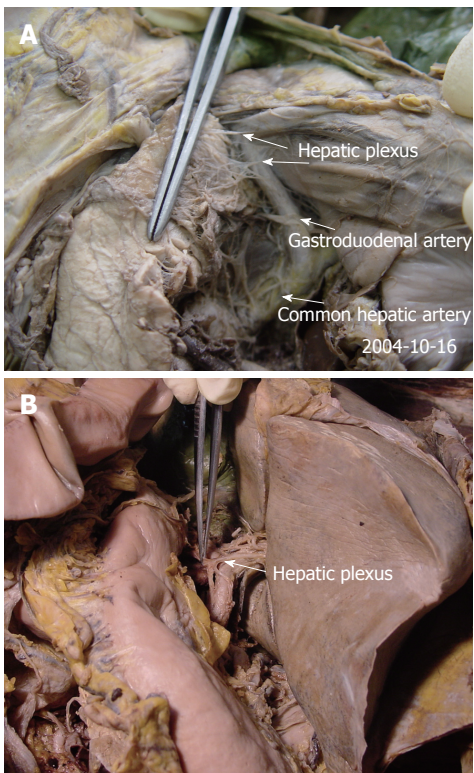 A
Hepatic plexus
Gastroduodenal artery
Common hepatic artery
2004-10-16
B
Hepatic plexus